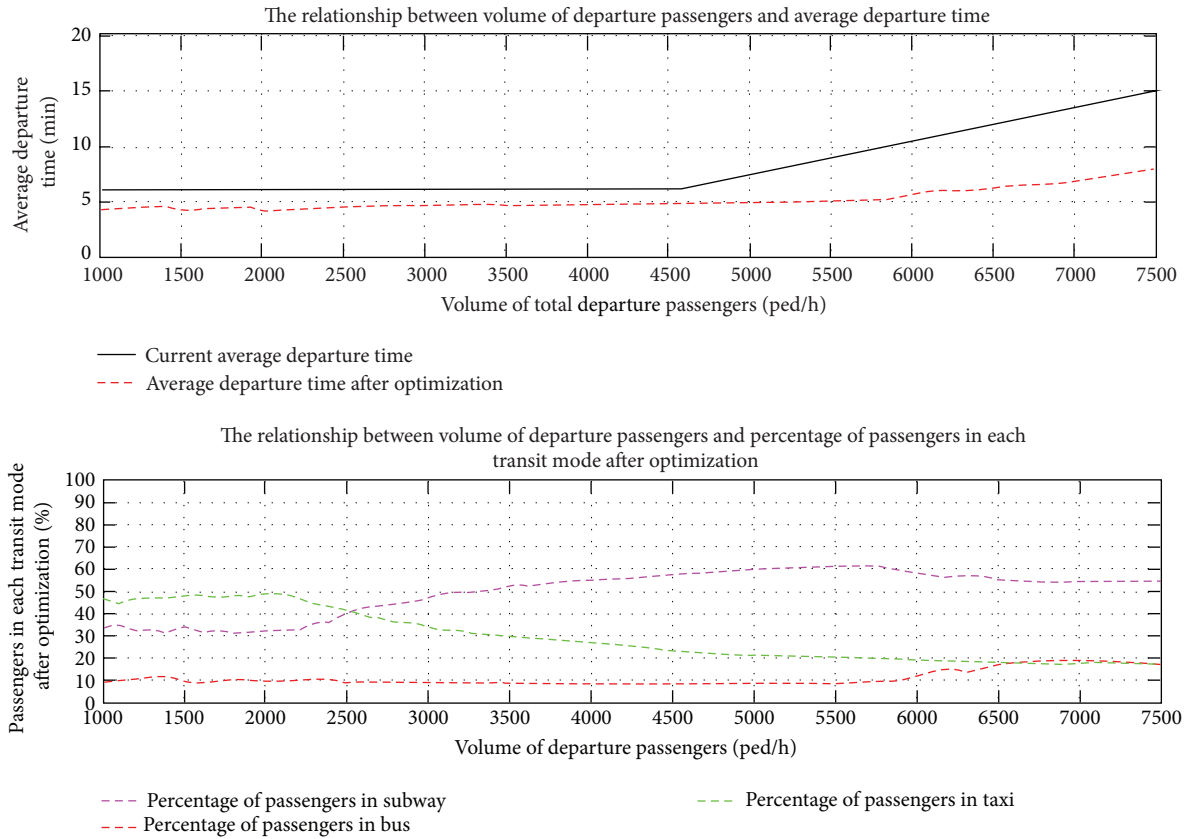 The relationship between volume of departure passengers and average departure time
20
15
10
5
0
Average departure
time (min)
1000 1500 2000 2500 3000 3500 4000 4500 5000 5500 6000 6500 7000 7500
Volume of total departure passengers (ped/h)
Current average departure time
Average departure time after optimization
The relationship between volume of departure passengers and percentage of passengers in each
transit mode after optimization
100
90
80
70
60
50
40
30
20
10
0
Passengers in each transit mode
after optimization (%)
1000 1500 2000 2500 3000 3500 4000 4500 5000 5500 6000 6500 7000 7500
Volume of departure passengers (ped/h)
Percentage of passengers in subway
Percentage of passengers in taxi
Percentage of passengers in bus